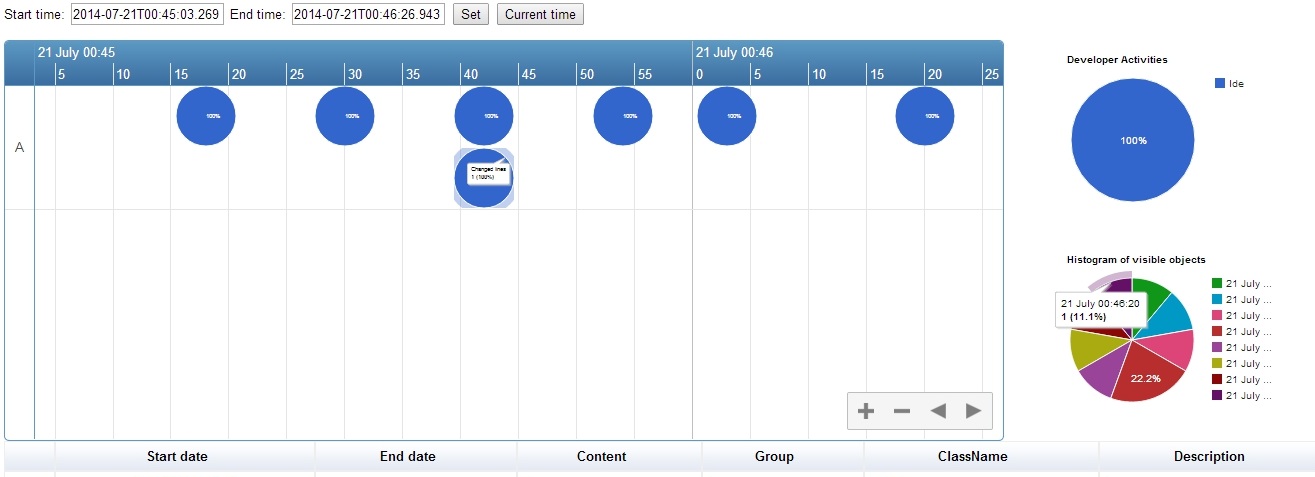 Start time: 2014-07-21T00:45:03.269 End time: 2014-07-21T00:46:26.943 Set Current time
21 July 00:45 21 July 00:46
5 10 15 20 25 30 35 40 45 50 55 0 5 10 15 20 25
100% 100% 100% 100% 100% 100%
A
Changed lines
1 (100%)
Developer Activities
Ide
100%
Histogram of visible objects
21 July ...
21 July ...
21 July ...
21 July ...
21 July ...
21 July ...
21 July ...
21 July ...
21 July 00:46:20
1 (11.1%)
22.2%
Start date End date Content Group ClassName Description